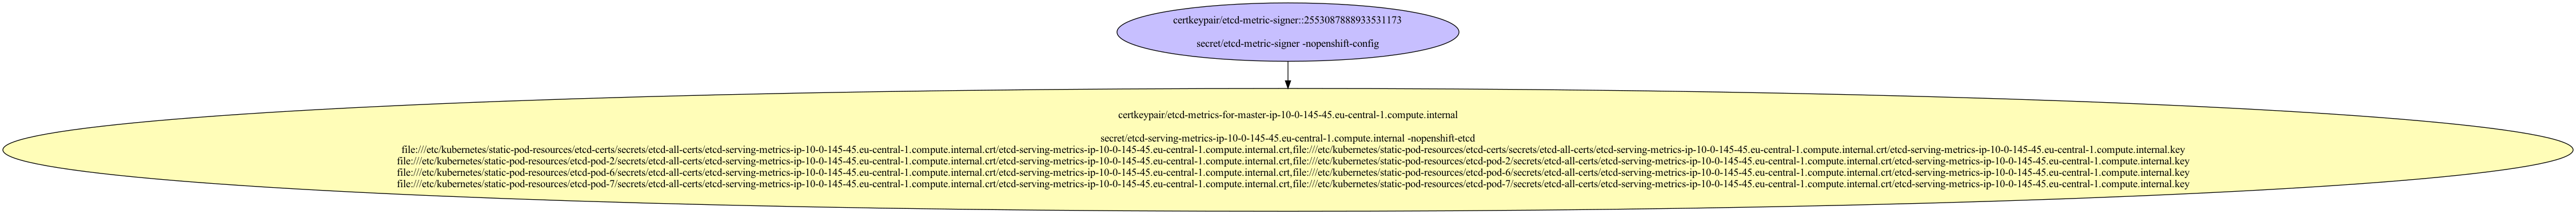 certkeypair/etcd-metric-signer::2553087888933531173
secret/etcd-metric-signer -nopenshift-config
certkeypair/etcd-metrics-for-master-ip-10-0-145-45.eu-central-1.compute.internal
secret/etcd-serving-metrics-ip-10-0-145-45.eu-central-1.compute.internal -nopenshift-etcd
file:///etc/kubernetes/static-pod-resources/etcd-certs/secrets/etcd-all-certs/etcd-serving-metrics-ip-10-0-145-45.eu-central-1.compute.internal.crt/etcd-serving-metrics-ip-10-0-145-45.eu-central-1.compute.internal.crt,file:///etc/kubernetes/static-pod-resources/etcd-certs/secrets/etcd-all-certs/etcd-serving-metrics-ip-10-0-145-45.eu-central-1.compute.internal.crt/etcd-serving-metrics-ip-10-0-145-45.eu-central-1.compute.internal.key
file:///etc/kubernetes/static-pod-resources/etcd-pod-2/secrets/etcd-all-certs/etcd-serving-metrics-ip-10-0-145-45.eu-central-1.compute.internal.crt/etcd-serving-metrics-ip-10-0-145-45.eu-central-1.compute.internal.crt,file:///etc/kubernetes/static-pod-resources/etcd-pod-2/secrets/etcd-all-certs/etcd-serving-metrics-ip-10-0-145-45.eu-central-1.compute.internal.crt/etcd-serving-metrics-ip-10-0-145-45.eu-central-1.compute.internal.key
file:///etc/kubernetes/static-pod-resources/etcd-pod-6/secrets/etcd-all-certs/etcd-serving-metrics-ip-10-0-145-45.eu-central-1.compute.internal.crt/etcd-serving-metrics-ip-10-0-145-45.eu-central-1.compute.internal.crt,file:///etc/kubernetes/static-pod-resources/etcd-pod-6/secrets/etcd-all-certs/etcd-serving-metrics-ip-10-0-145-45.eu-central-1.compute.internal.crt/etcd-serving-metrics-ip-10-0-145-45.eu-central-1.compute.internal.key
file:///etc/kubernetes/static-pod-resources/etcd-pod-7/secrets/etcd-all-certs/etcd-serving-metrics-ip-10-0-145-45.eu-central-1.compute.internal.crt/etcd-serving-metrics-ip-10-0-145-45.eu-central-1.compute.internal.crt,file:///etc/kubernetes/static-pod-resources/etcd-pod-7/secrets/etcd-all-certs/etcd-serving-metrics-ip-10-0-145-45.eu-central-1.compute.internal.crt/etcd-serving-metrics-ip-10-0-145-45.eu-central-1.compute.internal.key